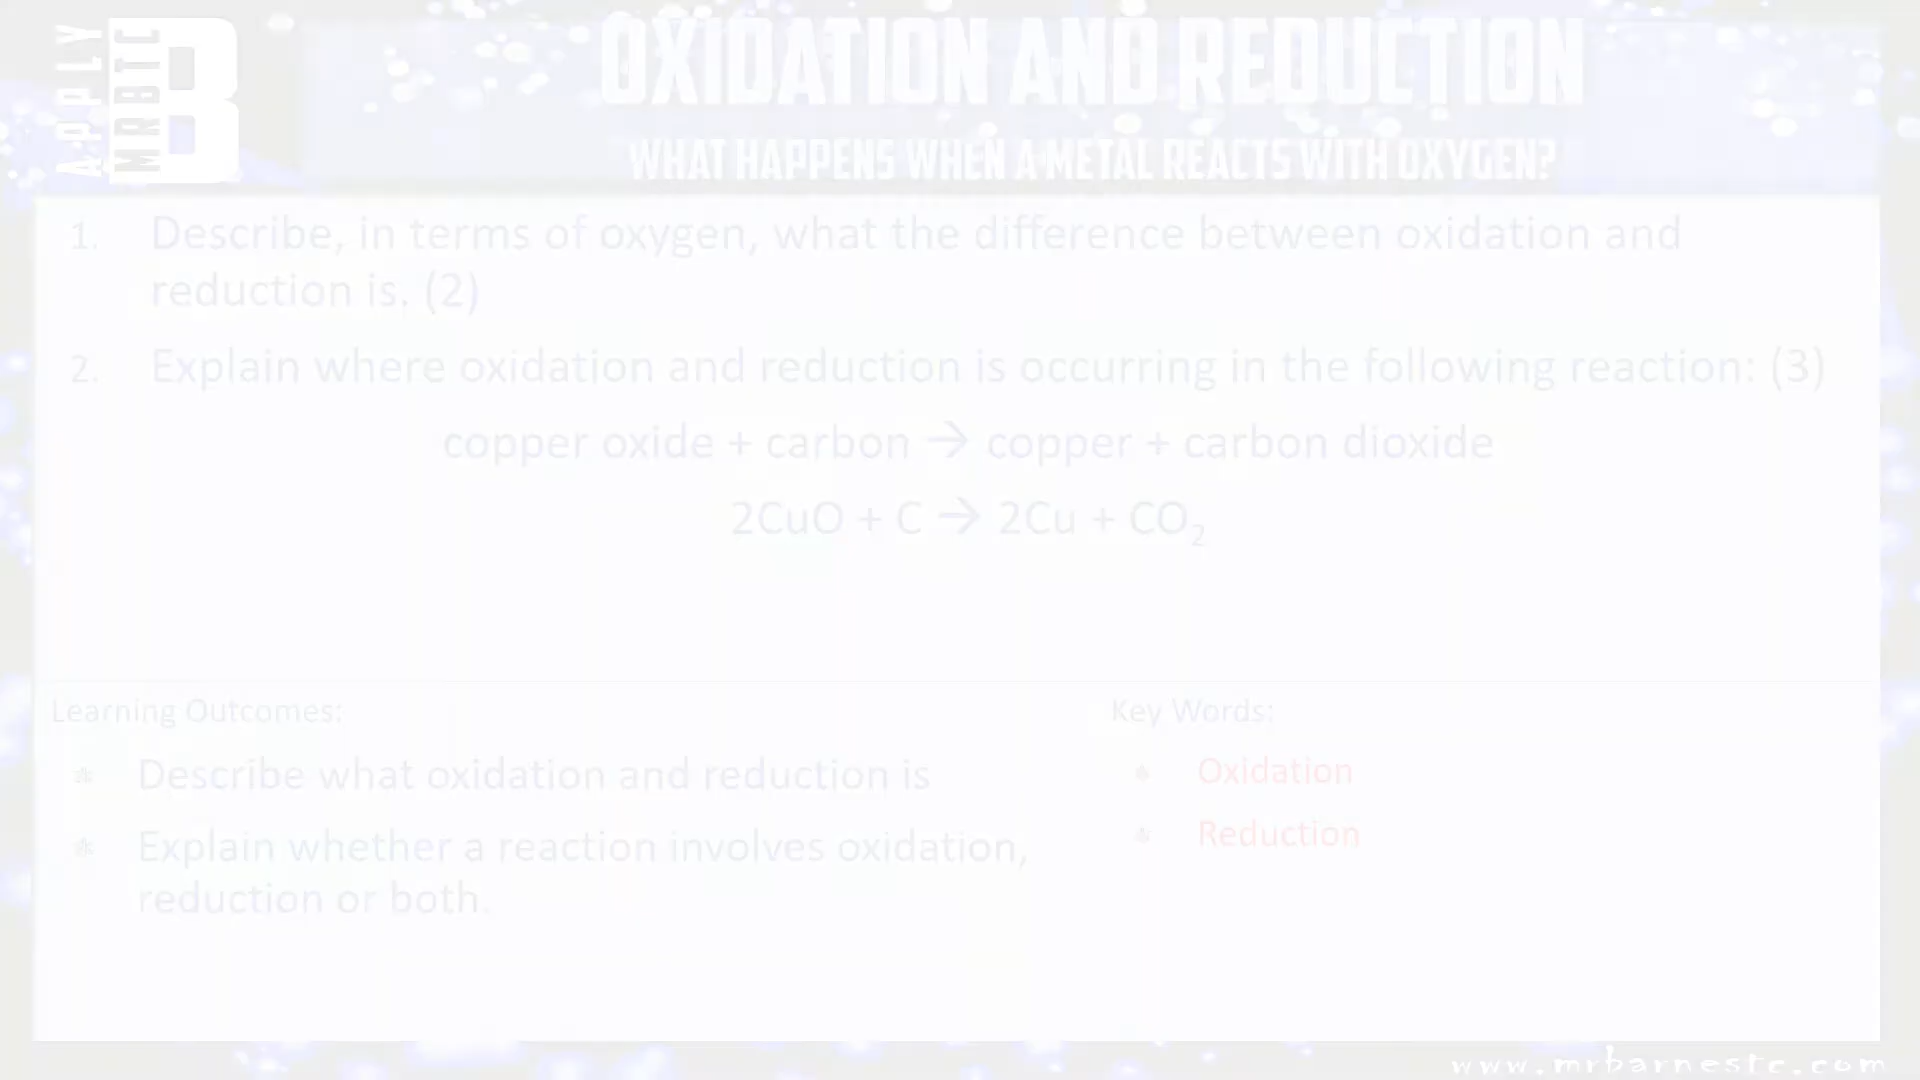 APPLY
MRBTC
B
OXIDATION AND REDUCTION
WHAT HAPPENS WHEN A METAL REACTS WITH OXYGEN?
1. Describe, in terms of oxygen, what the difference between oxidation and
reduction is. (2)
2. Explain where oxidation and reduction is occurring in the following reaction: (3)
copper oxide + carbon → copper + carbon dioxide
2CuO + C → 2Cu + CO₂
Learning Outcomes:
Describe what oxidation and reduction is
Explain whether a reaction involves oxidation,
reduction or both.
Key Words:
Oxidation
Reduction
www.mrbarnestc.com